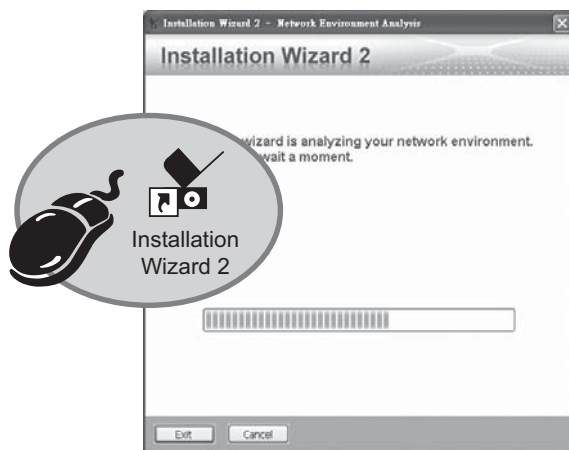 Installation Wizard 2 - Network Environment Analysis
Installation Wizard 2
wizard is analyzing your network environment.
wait a moment.
Installation
Wizard 2
Exit
Cancel